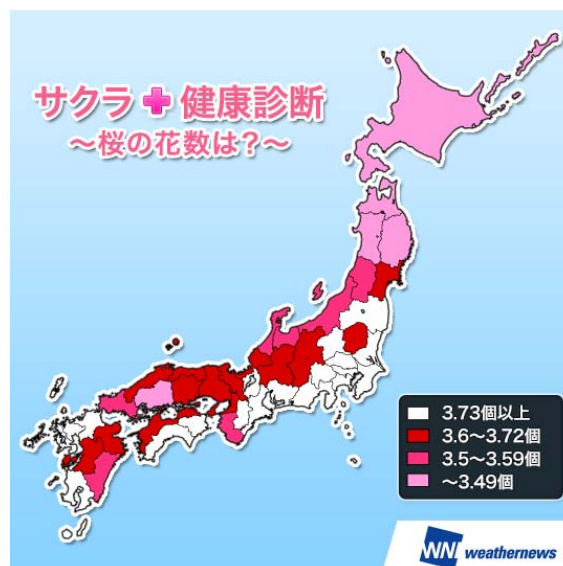 サクラ✚健康診断
～桜の花数は?～
3.73個以上
3.6～3.72個
3.5～3.59個
～3.49個
WNI weathernews